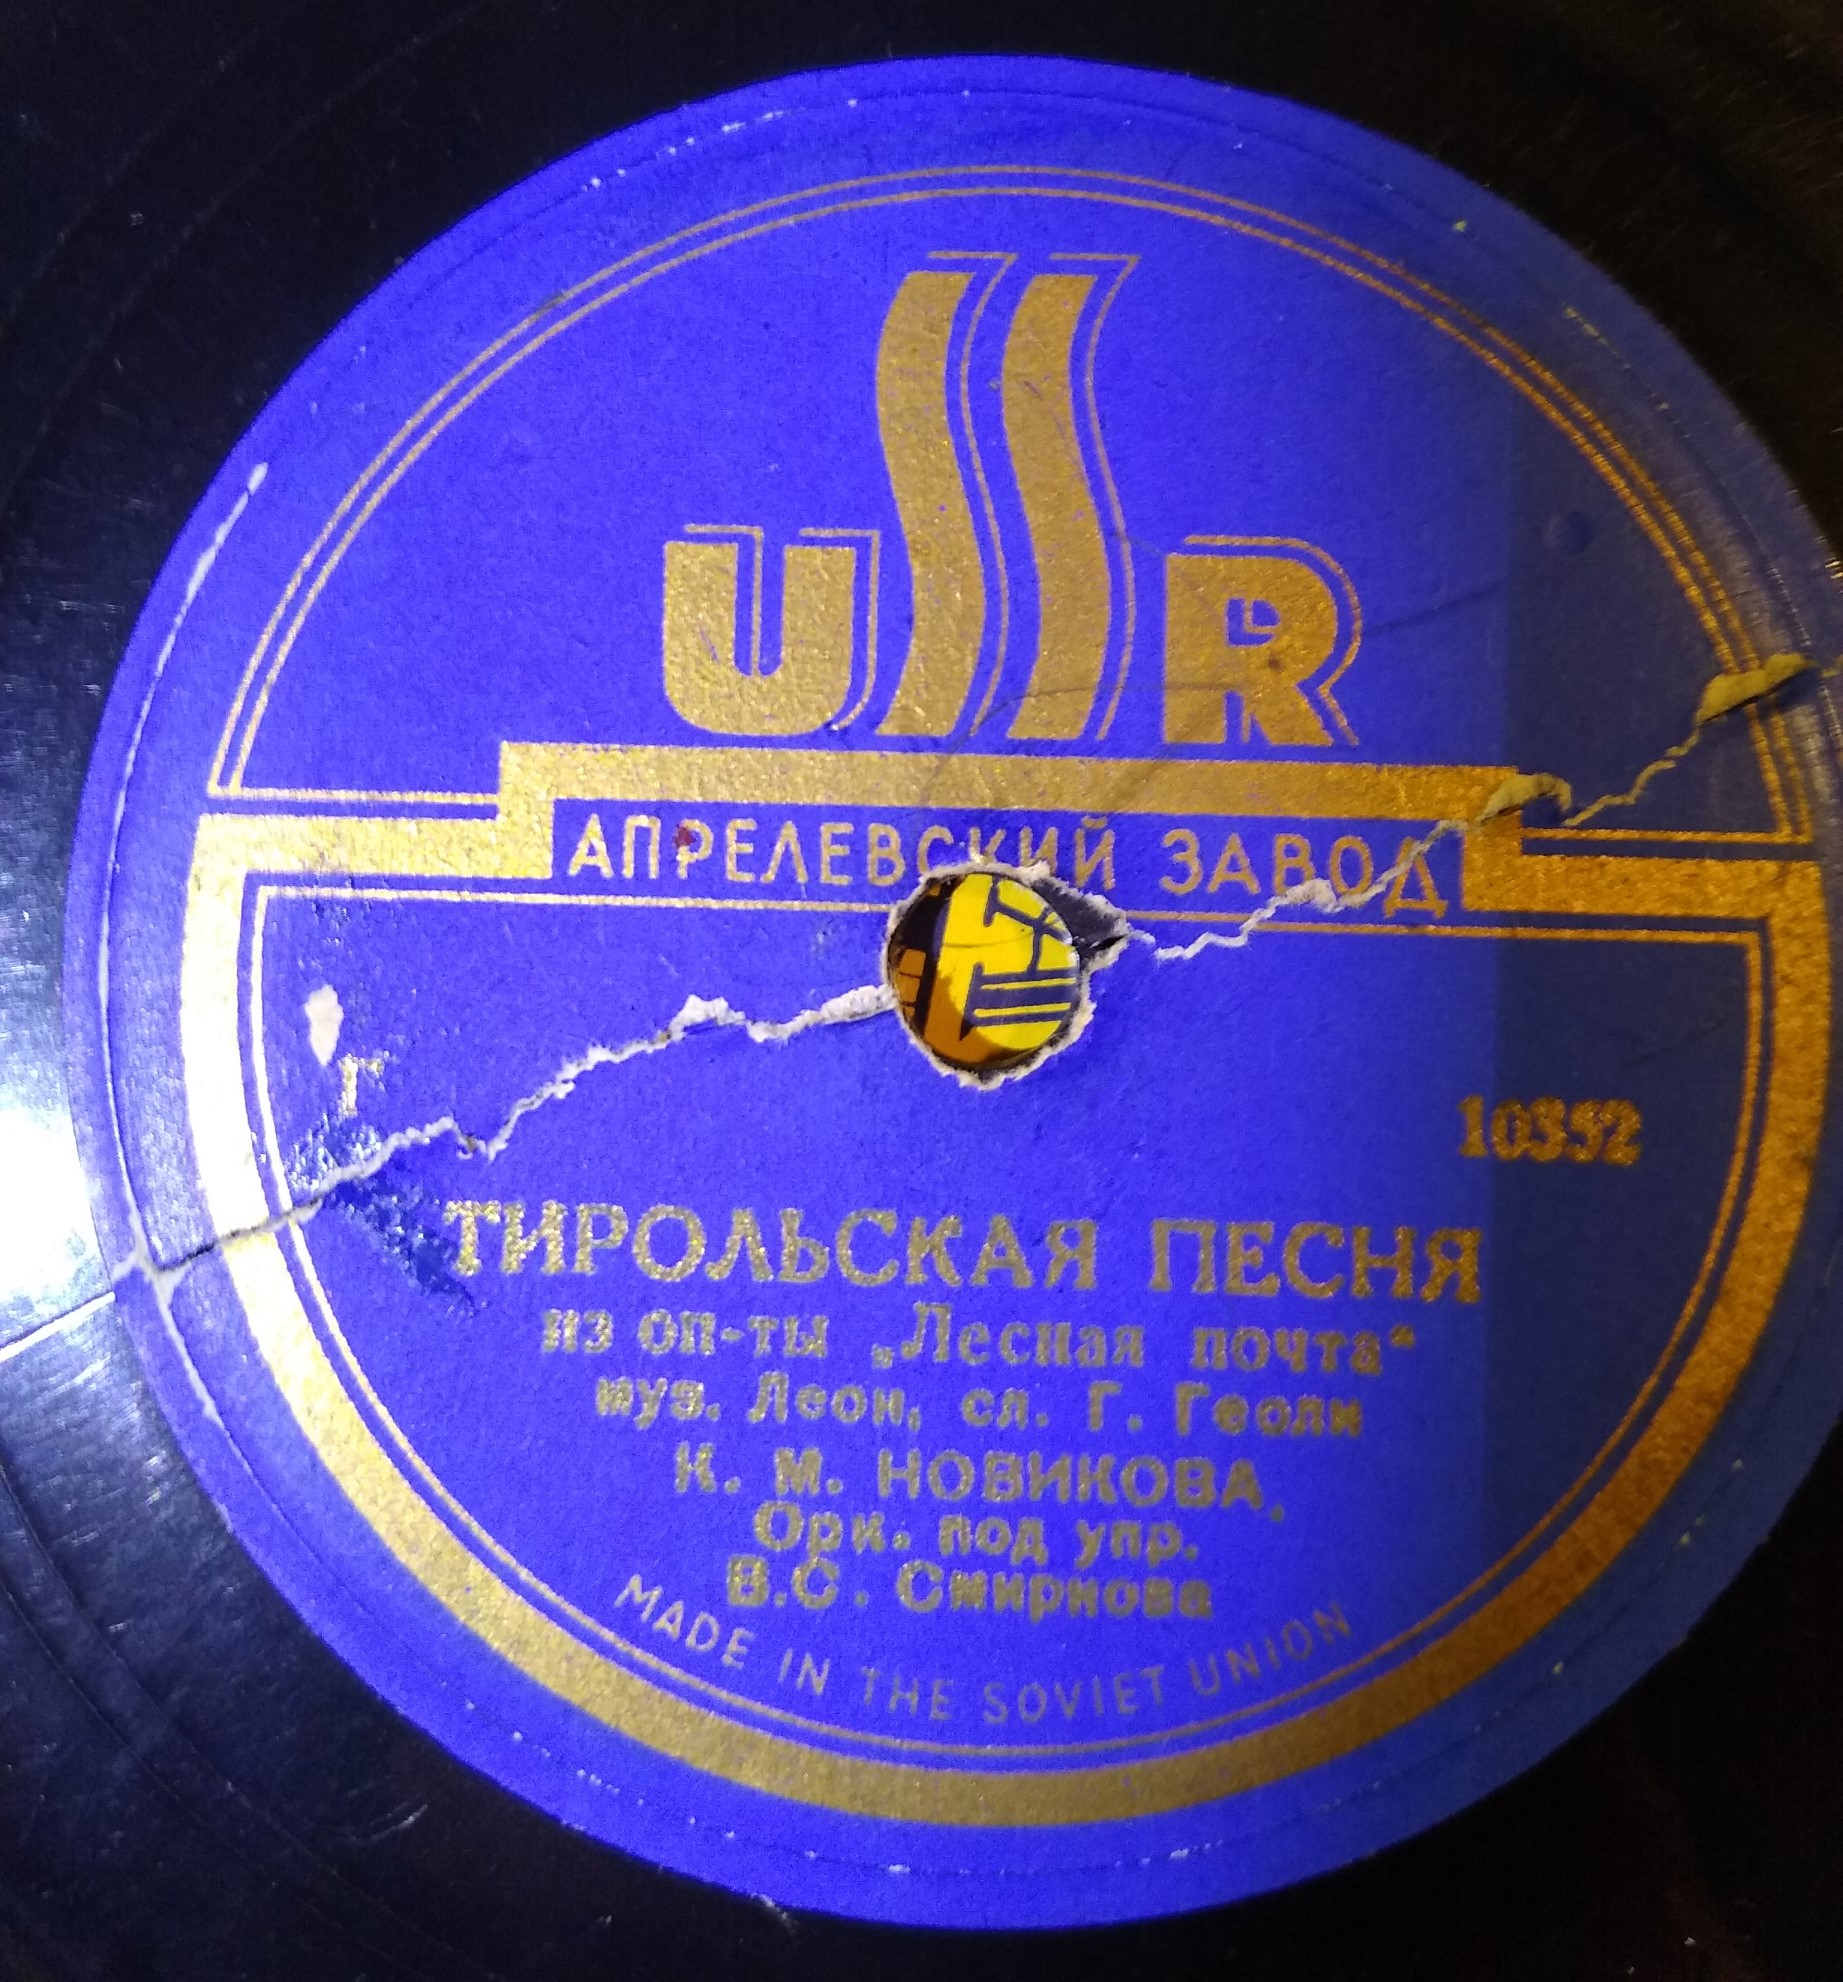 USSR
АПРЕЛЕВСКИЙ ЗАВОД
Г
10352
ТИРОЛЬСКАЯ ПЕСНЯ
из оп-ты „Лесная почта“
муз. Леон, сл. Г. Геоли
К. М. НОВИКОВА.
Орк. под упр.
В.С. Смирнова
MADE IN THE SOVIET UNION